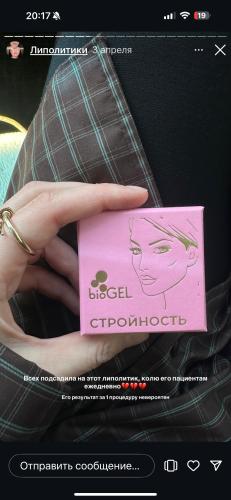 20:17
19
Липолитики 3 апреля
bioGEL
СТРОЙНОСТЬ
Всех подсадила на этот липолитик, колю его пациентам
ежедневно💔💔💔
Его результат за 1 процедуру невероятен
Отправить сообщение...